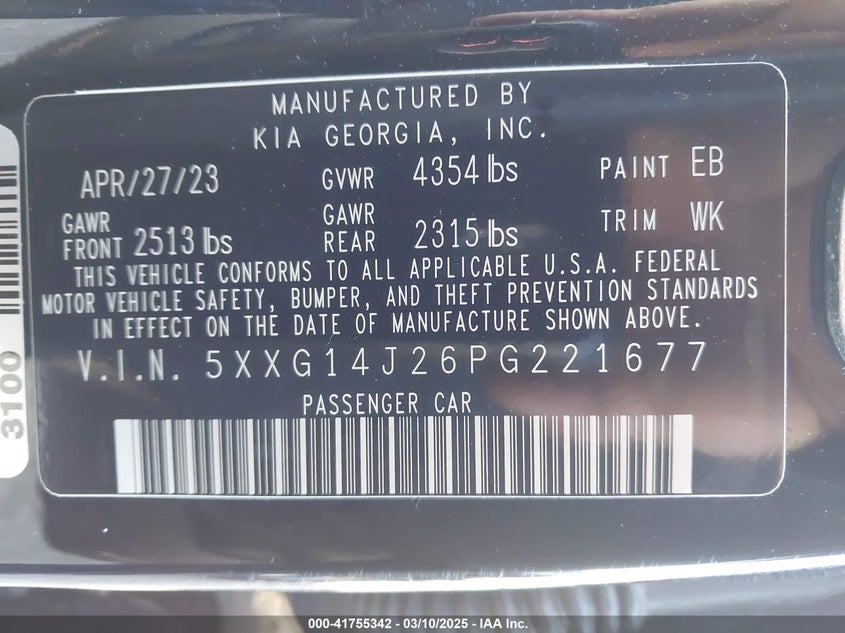 MANUFACTURED BY
KIA GEORGIA, INC.
APR/27/23 GVWR 4354 lbs PAINT EB
GAWR FRONT 2513 lbs GAWR REAR 2315 lbs TRIM WK
THIS VEHICLE CONFORMS TO ALL APPLICABLE U.S.A. FEDERAL
MOTOR VEHICLE SAFETY, BUMPER, AND THEFT PREVENTION STANDARDS
IN EFFECT ON THE DATE OF MANUFACTURE SHOWN ABOVE.
V.I.N. 5XXG14J26PG221677
PASSENGER CAR
3100
000-41755342 - 03/10/2025 - IAA Inc.